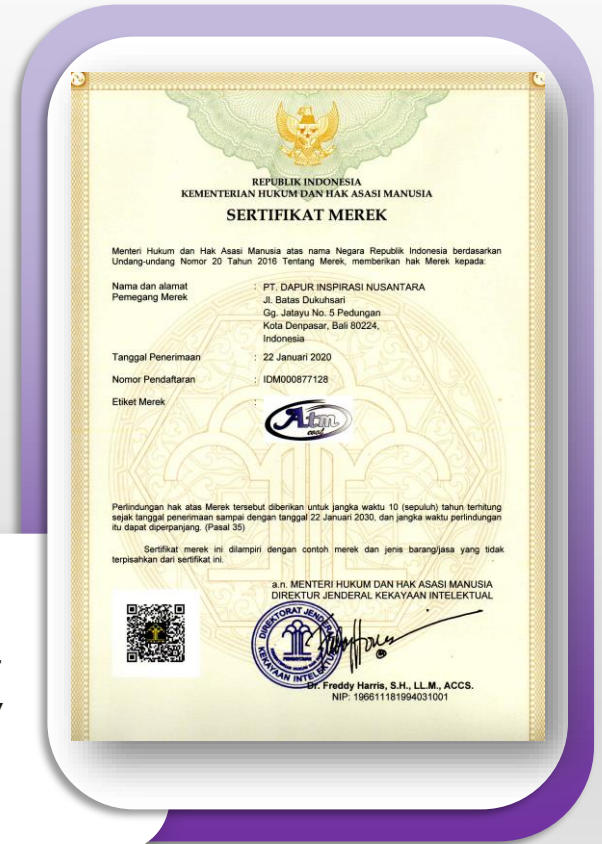 REPUBLIK INDONESIA
KEMENTERIAN HUKUM DAN HAK ASASI MANUSIA
SERTIFIKAT MEREK
Menteri Hukum dan Hak Asasi Manusia atas nama Negara Republik Indonesia berdasarkan
Undang-undang Nomor 20 Tahun 2016 Tentang Merek, memberikan hak Merek kepada:
Nama dan alamat Pemegang Merek : PT. DAPUR INSPIRASI NUSANTARA
Jl. Batas Dukuhsari
Gg. Jatayu No. 5 Pedungan
Kota Denpasar, Bali 80224,
Indonesia
Tanggal Penerimaan : 22 Januari 2020
Nomor Pendaftaran : IDM000877128
Etiket Merek :
Atm
cool
Perlindungan hak atas Merek tersebut diberikan untuk jangka waktu 10 (sepuluh) tahun terhitung
sejak tanggal penerimaan sampai dengan tanggal 22 Januari 2030, dan jangka waktu perlindungan
itu dapat diperpanjang. (Pasal 35)
Sertifikat merek ini dilampiri dengan contoh merek dan jenis barang/jasa yang tidak
terpisahkan dari sertifikat ini.
a.n. MENTERI HUKUM DAN HAK ASASI MANUSIA
DIREKTUR JENDERAL KEKAYAAN INTELEKTUAL
DIREKTORAT JENDERAL
KEKAYAAN INTELEKTUAL
Dr. Freddy Harris, S.H., LL.M., ACCS.
NIP: 196611181994031001